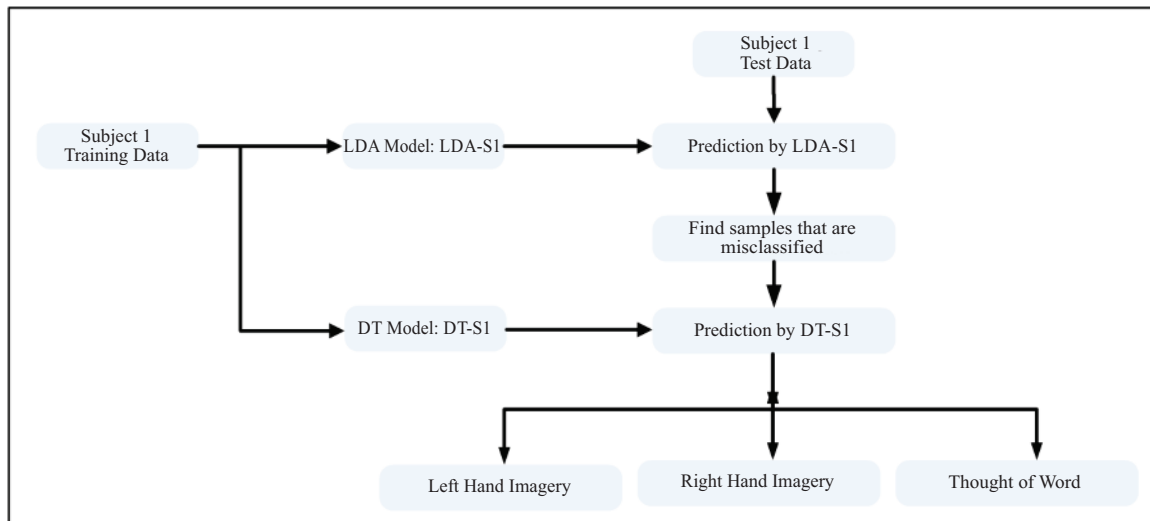 Subject 1
Test Data
Subject 1
Training Data
LDA Model: LDA-S1
Prediction by LDA-S1
Find samples that are
misclassified
DT Model: DT-S1
Prediction by DT-S1
Left Hand Imagery
Right Hand Imagery
Thought of Word